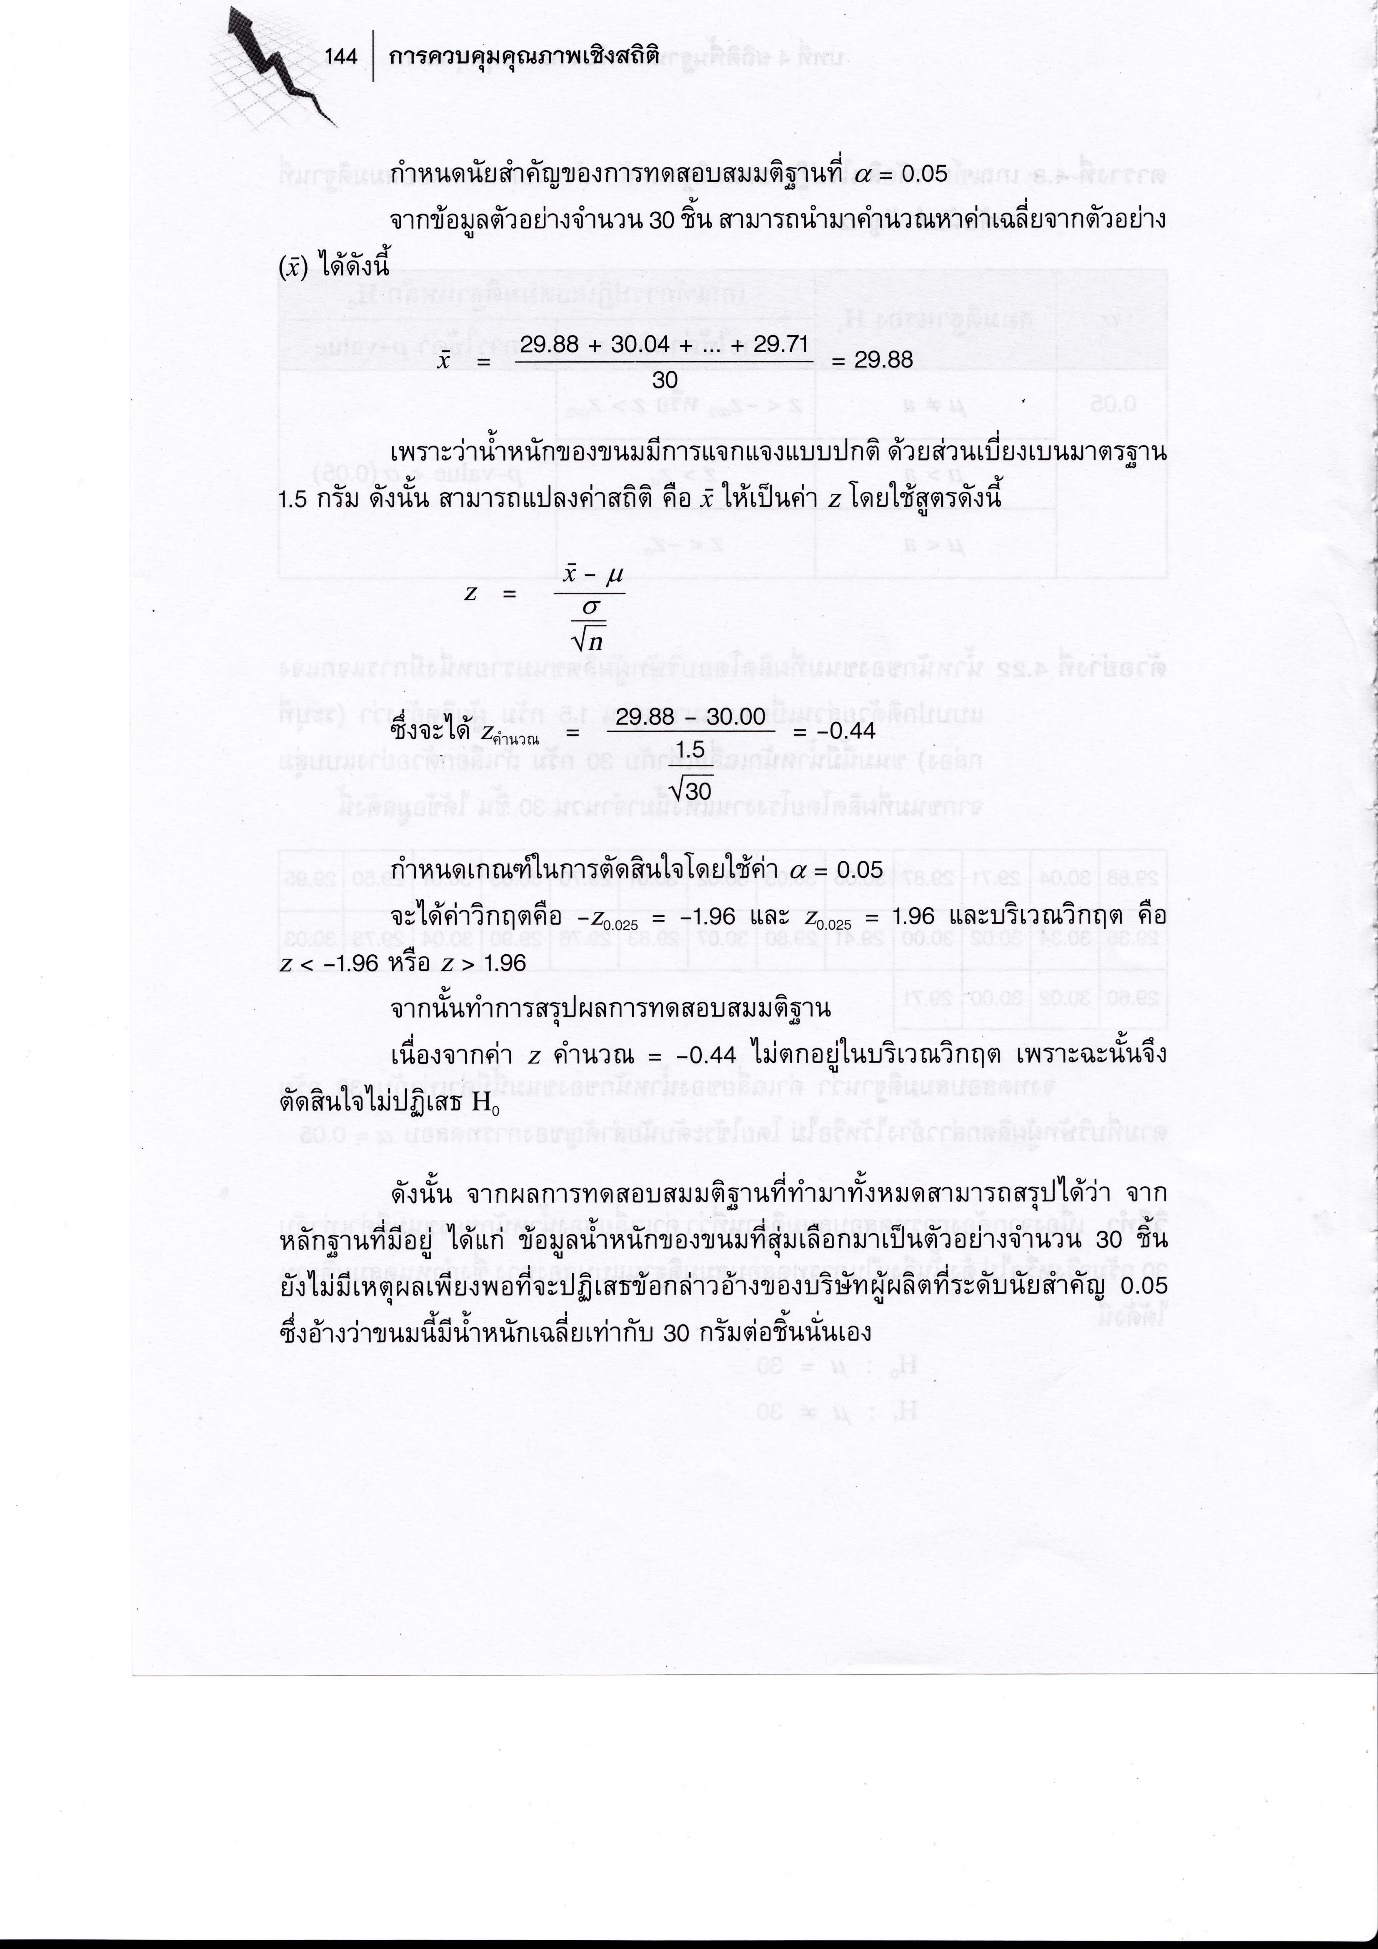 144 การควบคุมคุณภาพเชิงสถิติ
กำหนดนัยสำคัญของการทดสอบสมมติฐานที่ α = 0.05
จากข้อมูลตัวอย่างจำนวน 30 ชิ้น สามารถนำมาคำนวณหาค่าเฉลี่ยจากตัวอย่าง
(x̄) ได้ดังนี้
29.88 + 30.04 + ... + 29.71
x̄ = = 29.88
30
เพราะว่าน้ำหนักของขนมมีการแจกแจงแบบปกติ ด้วยส่วนเบี่ยงเบนมาตรฐาน
1.5 กรัม ดังนั้น สามารถแปลงค่าสถิติ คือ x̄ ให้เป็นค่า z โดยใช้สูตรดังนี้
x̄ – μ
z =
σ
√n
29.88 – 30.00
ซึ่งจะได้ zคำนวณ = = –0.44
1.5
√30
กำหนดเกณฑ์ในการตัดสินใจโดยใช้ค่า α = 0.05
จะได้ค่าวิกฤตคือ –z0.025 = –1.96 และ z0.025 = 1.96 และบริเวณวิกฤต คือ
z < –1.96 หรือ z > 1.96
จากนั้นทำการสรุปผลการทดสอบสมมติฐาน
เนื่องจากค่า z คำนวณ = –0.44 ไม่ตกอยู่ในบริเวณวิกฤต เพราะฉะนั้นจึง
ตัดสินใจไม่ปฏิเสธ H₀
ดังนั้น จากผลการทดสอบสมมติฐานที่ทำมาทั้งหมดสามารถสรุปได้ว่า จาก
หลักฐานที่มีอยู่ ได้แก่ ข้อมูลน้ำหนักของขนมที่สุ่มเลือกมาเป็นตัวอย่างจำนวน 30 ชิ้น
ยังไม่มีเหตุผลเพียงพอที่จะปฏิเสธข้อกล่าวอ้างของบริษัทผู้ผลิตที่ระดับนัยสำคัญ 0.05
ซึ่งอ้างว่าขนมนี้มีน้ำหนักเฉลี่ยเท่ากับ 30 กรัมต่อชิ้นนั่นเอง